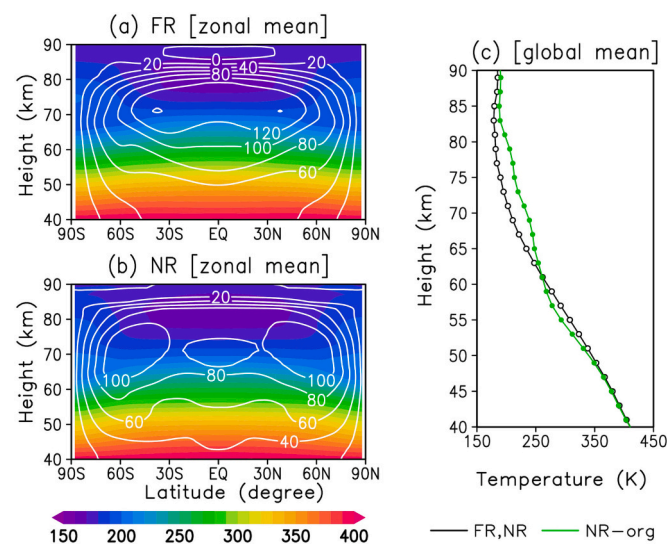 (a) FR [zonal mean]
90
80
70
60
50
40
Height (km)
20
0
20
80
40
120
100
80
60
90S
60S
30S
EQ
30N
60N
90N
(b) NR [zonal mean]
90
80
70
60
50
40
Height (km)
20
100
80
100
60
80
60
40
90S
60S
30S
EQ
30N
60N
90N
Latitude (degree)
150
200
250
300
350
400
(c) [global mean]
90
85
80
75
70
65
60
55
50
45
40
Height (km)
150
250
350
450
Temperature (K)
FR,NR
NR−org